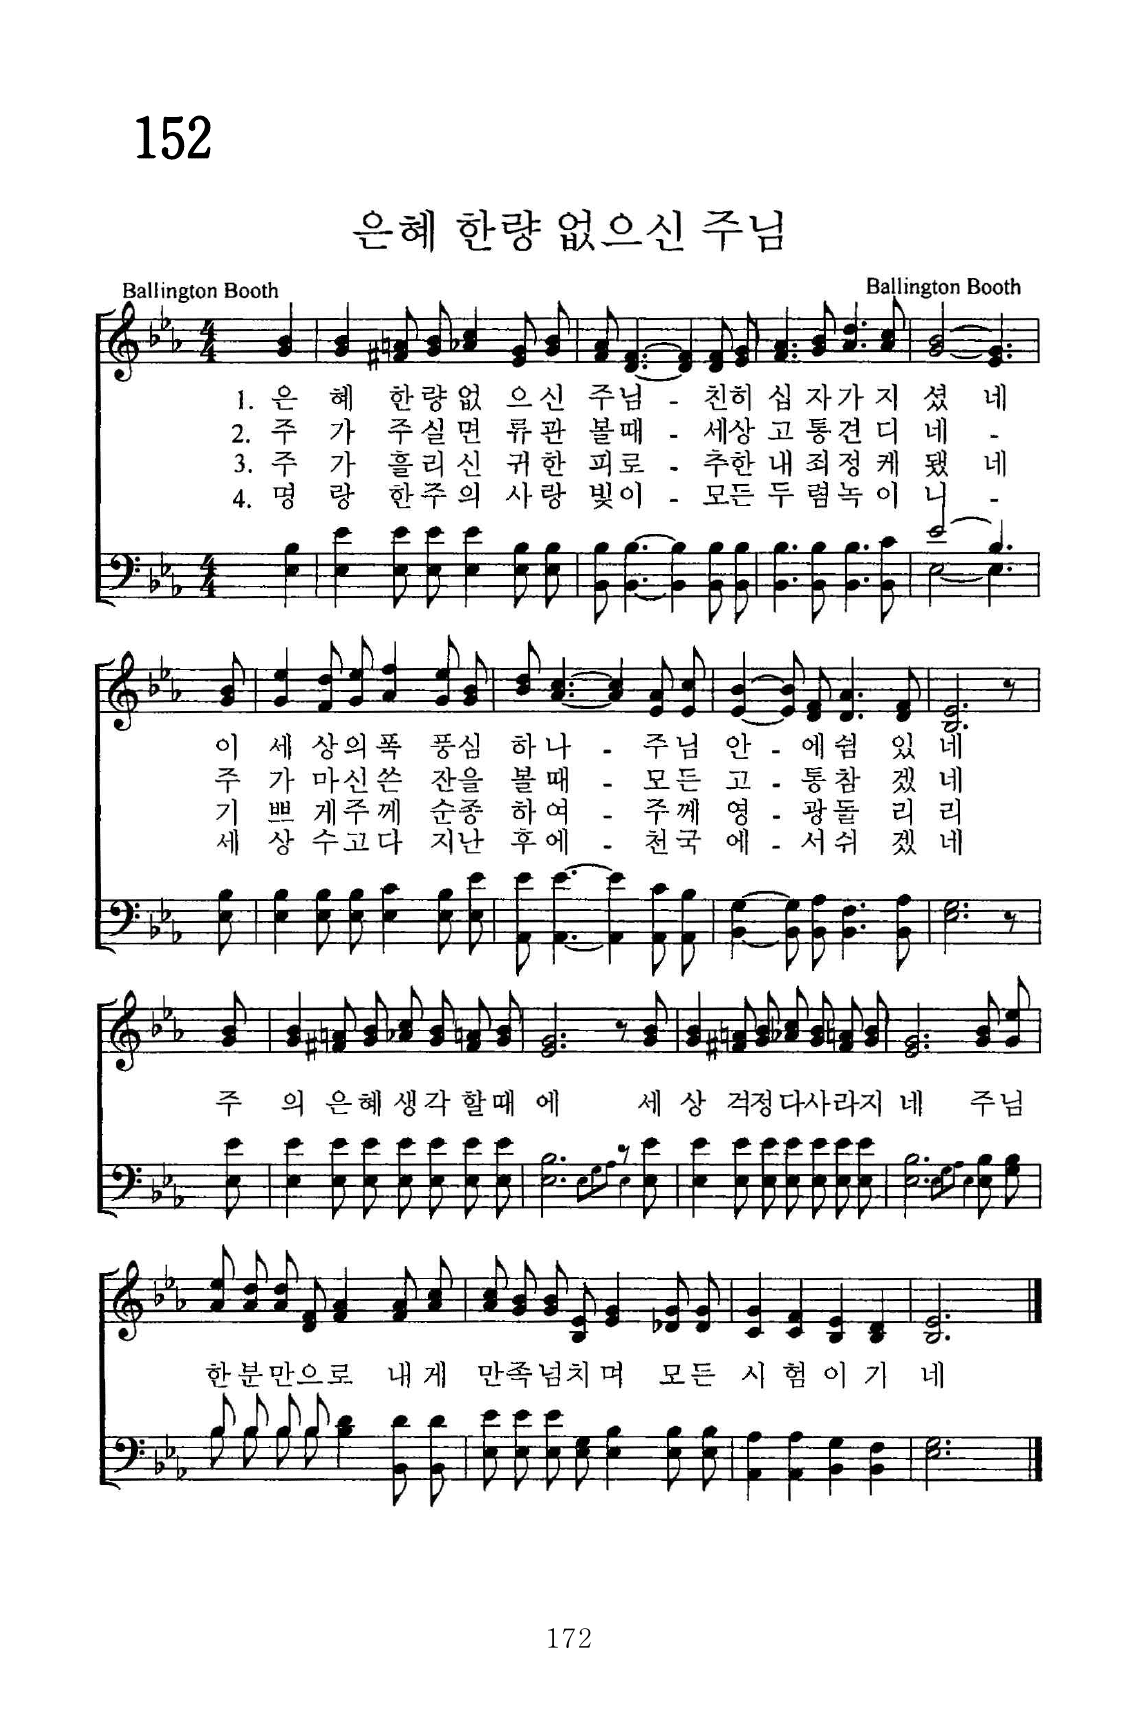 152
은혜 한량 없으신 주님
Ballington Booth Ballington Booth
1. 은 혜 한 량 없 으 신 주 님 - 친 히 십 자 가 지 셨 네
2. 주 가 주 실 면 류 관 볼 때 - 세 상 고 통 견 디 네 -
3. 주 가 흘 리 신 귀 한 피 로 - 추 한 내 죄 정 케 됐 네
4. 명 랑 한 주 의 사 랑 빛 이 - 모 든 두 렴 녹 이 니 -
이 세 상 의 폭 풍 심 하 나 - 주 님 안 - 에 쉼 있 네
주 가 마 신 쓴 잔 을 볼 때 - 모 든 고 - 통 참 겠 네
기 쁘 게 주 께 순 종 하 여 - 주 께 영 - 광 돌 리 리
세 상 수 고 다 지 난 후 에 - 천 국 에 - 서 쉬 겠 네
주 의 은 혜 생 각 할 때 에 세 상 걱 정 다 사 라 지 네 주 님
한 분 만 으 로 내 게 만 족 넘 치 며 모 든 시 험 이 기 네
172